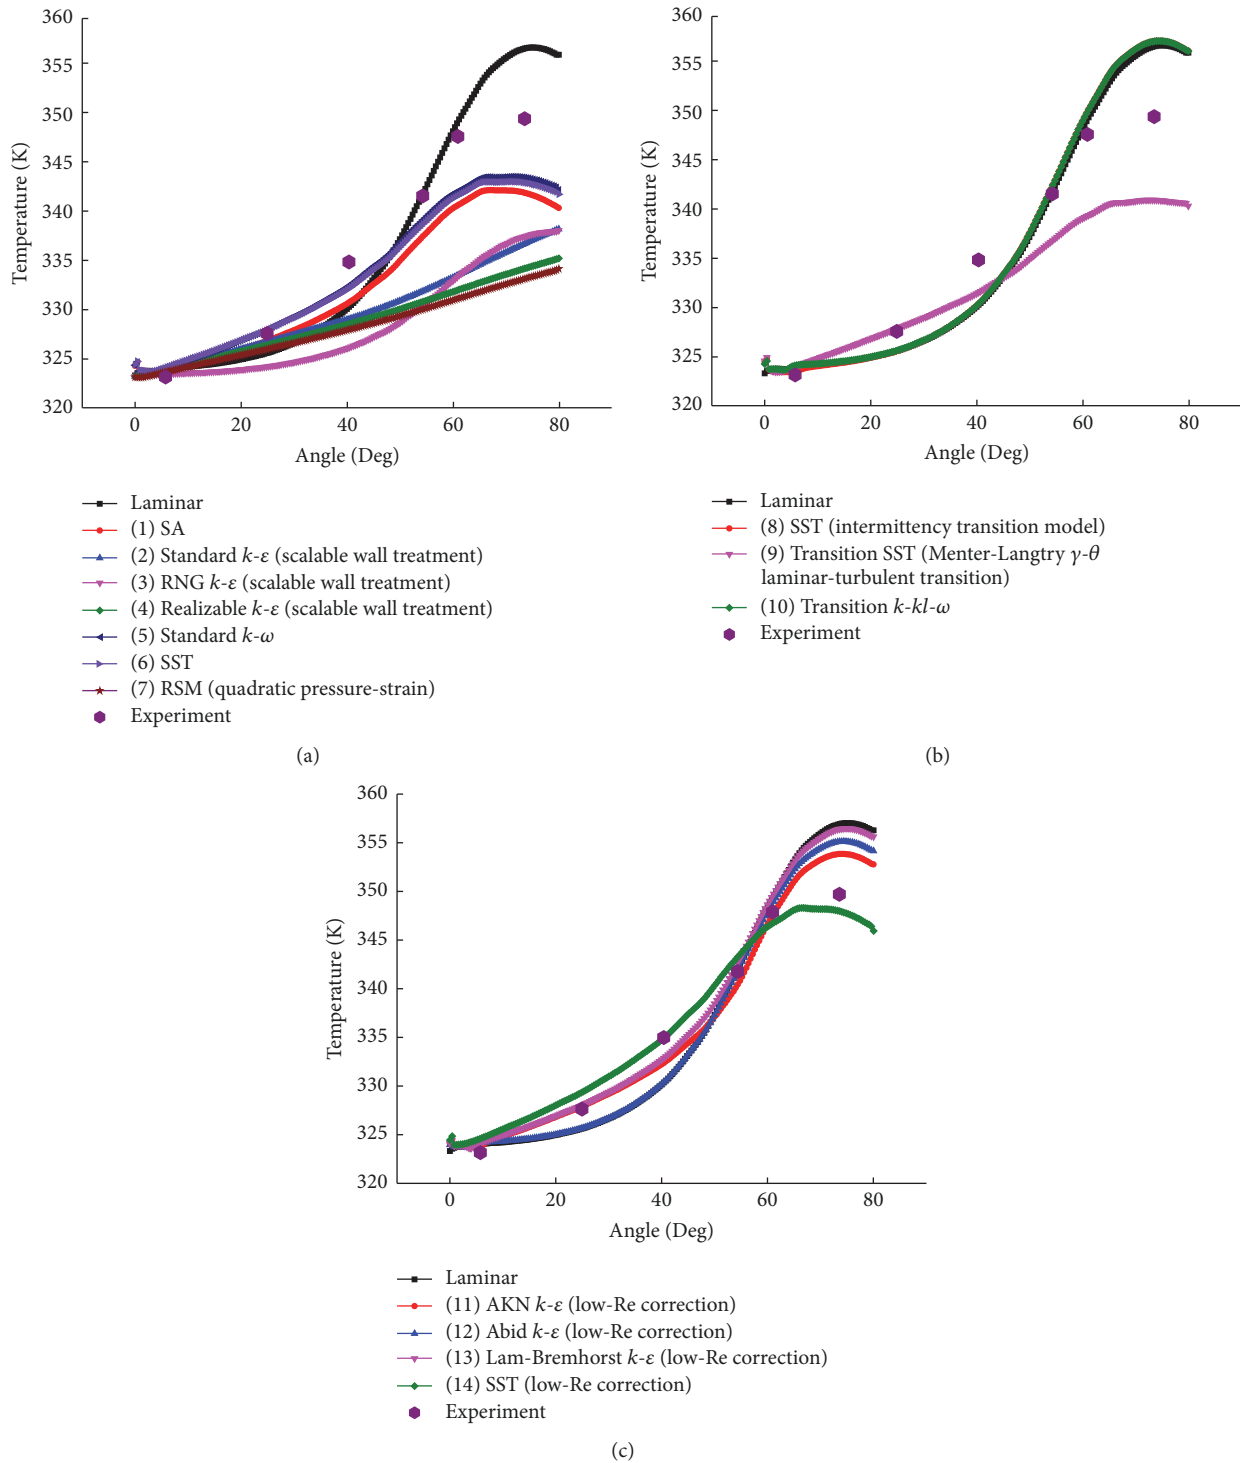 360
355
350
345
340
335
330
325
320
Temperature (K)
0
20
40
60
80
Angle (Deg)
Laminar
(1) SA
(2) Standard k-ε (scalable wall treatment)
(3) RNG k-ε (scalable wall treatment)
(4) Realizable k-ε (scalable wall treatment)
(5) Standard k-ω
(6) SST
(7) RSM (quadratic pressure-strain)
Experiment
(a)
360
355
350
345
340
335
330
325
320
Temperature (K)
0
20
40
60
80
Angle (Deg)
Laminar
(8) SST (intermittency transition model)
(9) Transition SST (Menter-Langtry γ-θ
laminar-turbulent transition)
(10) Transition k-kl-ω
Experiment
(b)
360
355
350
345
340
335
330
325
320
Temperature (K)
0
20
40
60
80
Angle (Deg)
Laminar
(11) AKN k-ε (low-Re correction)
(12) Abid k-ε (low-Re correction)
(13) Lam-Bremhorst k-ε (low-Re correction)
(14) SST (low-Re correction)
Experiment
(c)